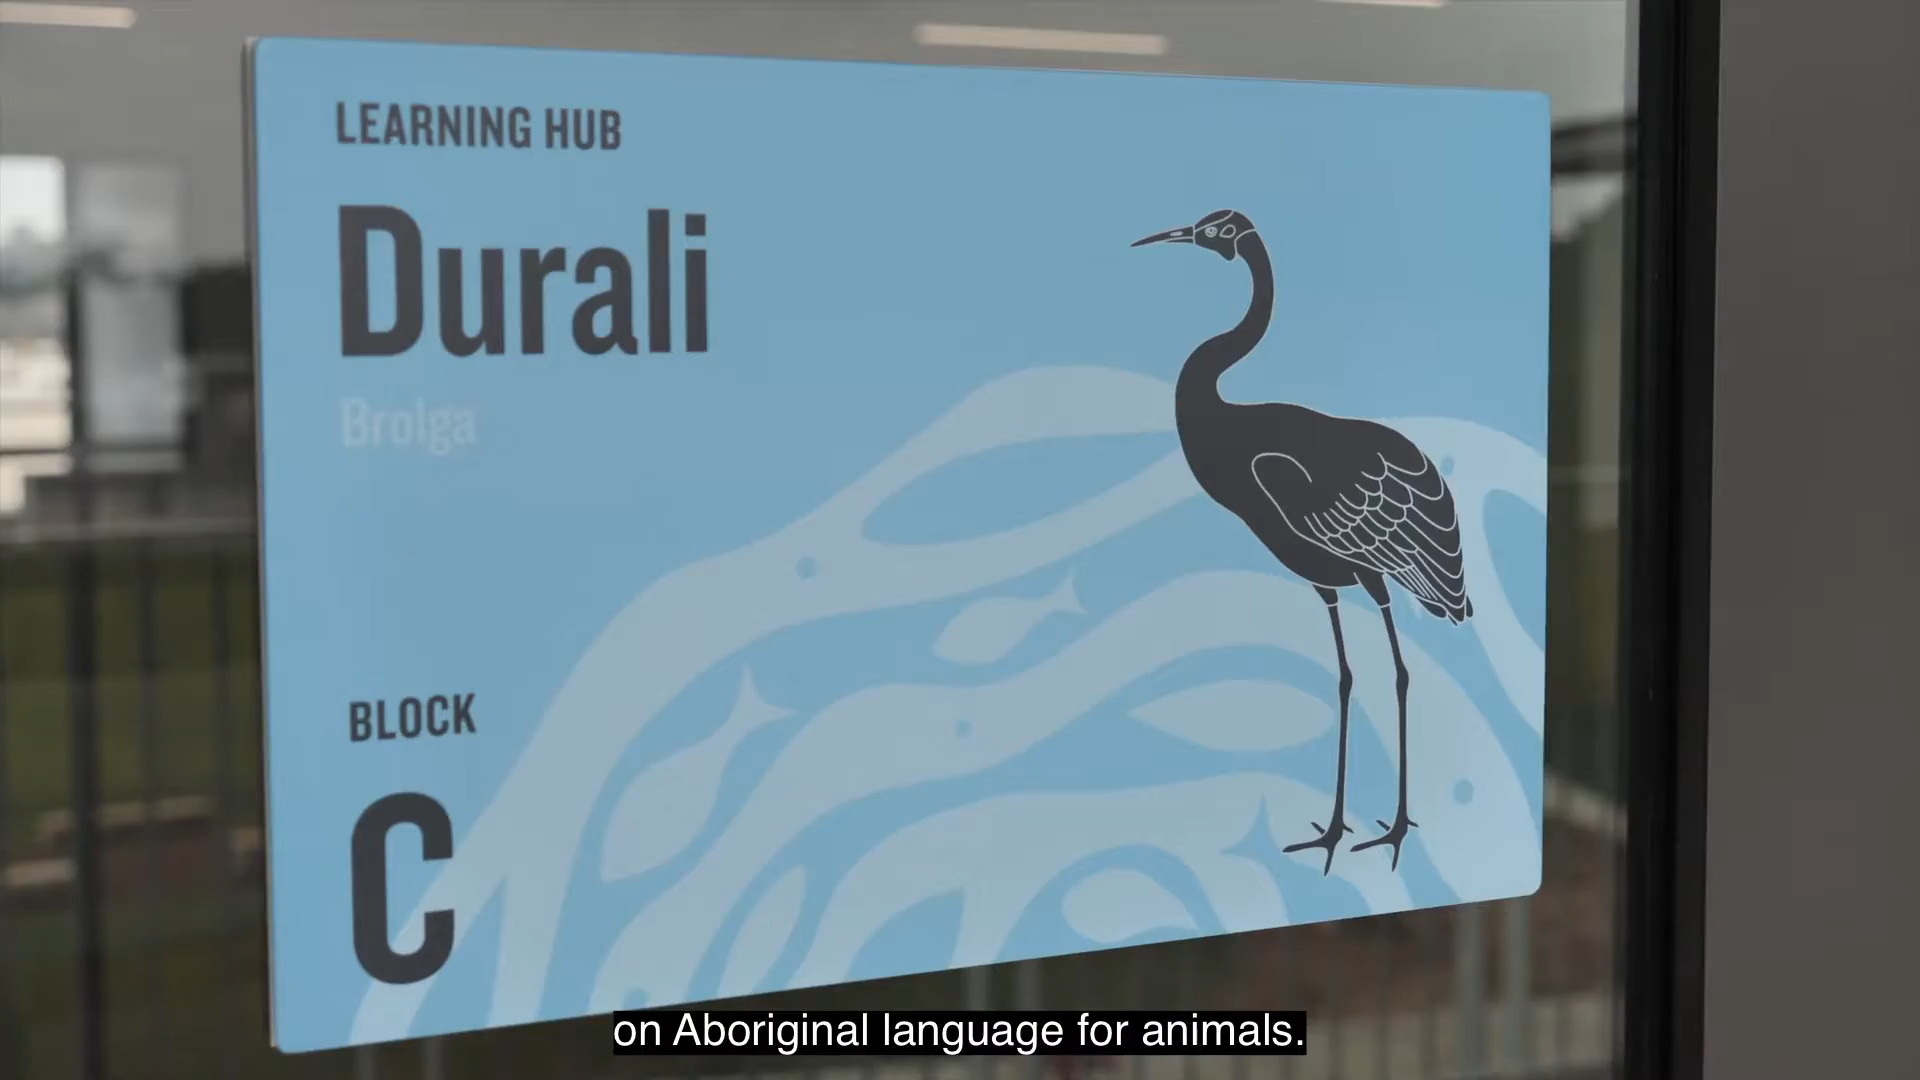 LEARNING HUB
Durali
Brolga
BLOCK
C
on Aboriginal language for animals.